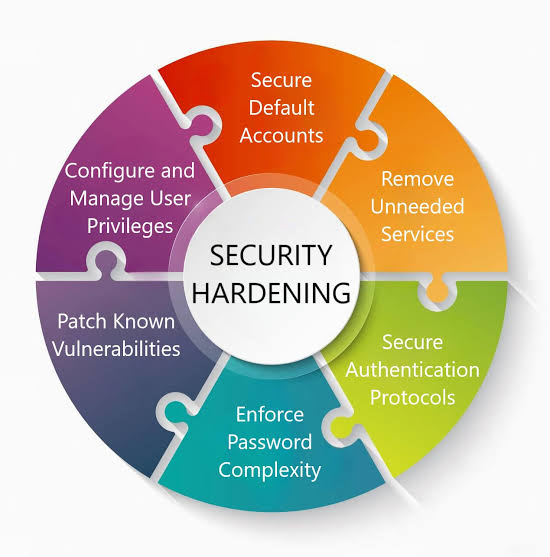 Secure
Default
Accounts
Remove
Unneeded
Services
Secure
Authentication
Protocols
Enforce
Password
Complexity
Patch Known
Vulnerabilities
Configure and
Manage User
Privileges
SECURITY
HARDENING